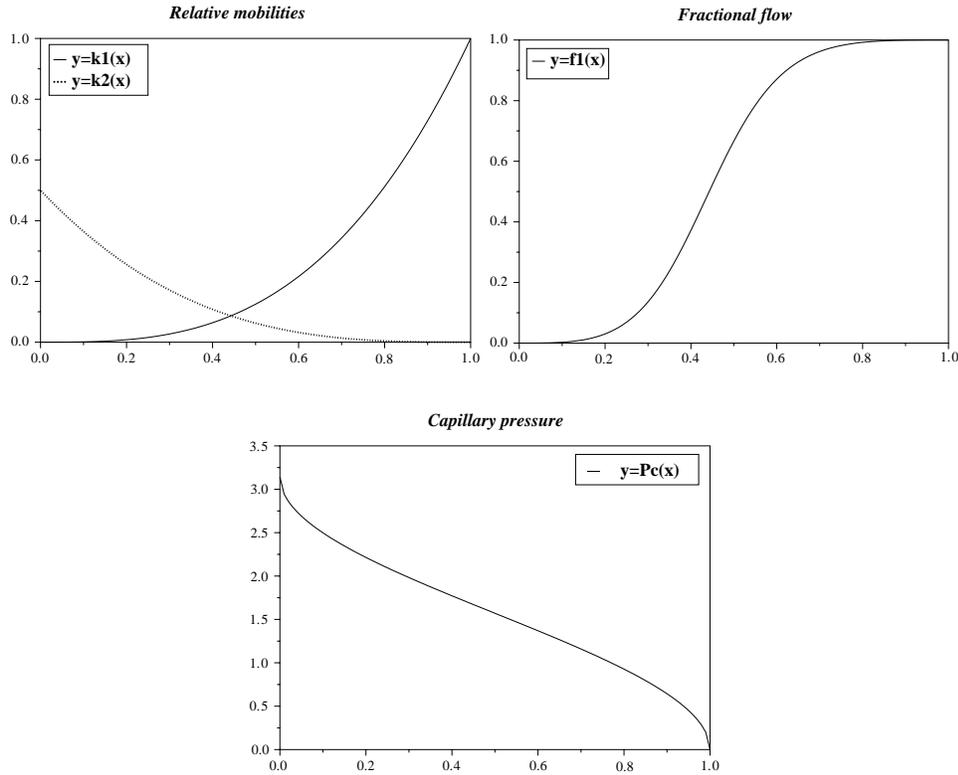 Relative mobilities
1.0
0.8
0.6
0.4
0.2
0.0
y=k1(x)
y=k2(x)
0.0 0.2 0.4 0.6 0.8 1.0
Fractional flow
1.0
0.8
0.6
0.4
0.2
0.0
y=f1(x)
0.0 0.2 0.4 0.6 0.8 1.0
Capillary pressure
3.5
3.0
2.5
2.0
1.5
1.0
0.5
0.0
y=Pc(x)
0.0 0.2 0.4 0.6 0.8 1.0